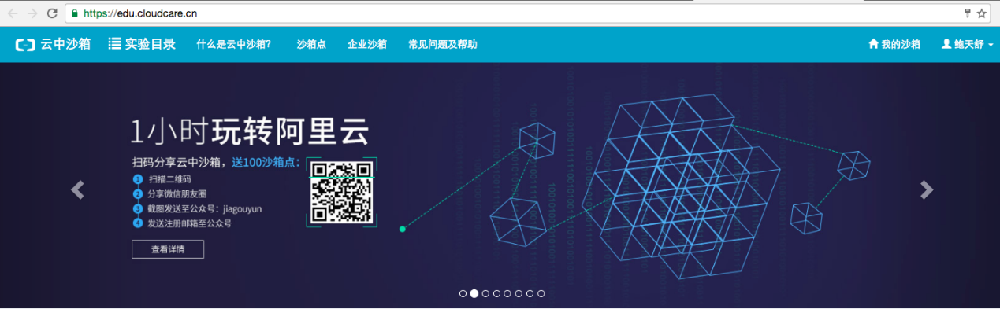 https://edu.cloudcare.cn
云中沙箱 实验目录 什么是云中沙箱? 沙箱点 企业沙箱 常见问题及帮助 我的沙箱 鲍天舒
1小时玩转阿里云
扫码分享云中沙箱，送100沙箱点：
1 扫描二维码
2 分享微信朋友圈
3 截图发送至公众号：jiagouyun
4 发送注册邮箱至公众号
查看详情